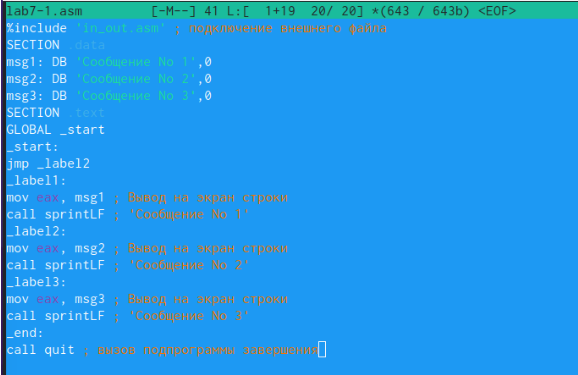 lab7-1.asm [-M--] 41 L:[ 1+19 20/ 20] *(643 / 643b) <EOF>
%include 'in_out.asm' ; подключение внешнего файла
SECTION .data
msg1: DB 'Сообщение No 1',0
msg2: DB 'Сообщение No 2',0
msg3: DB 'Сообщение No 3',0
SECTION .text
GLOBAL _start
_start:
jmp _label2
_label1:
mov eax, msg1 ; Вывод на экран строки
call sprintLF ; 'Сообщение No 1'
_label2:
mov eax, msg2 ; Вывод на экран строки
call sprintLF ; 'Сообщение No 2'
_label3:
mov eax, msg3 ; Вывод на экран строки
call sprintLF ; 'Сообщение No 3'
_end:
call quit ; вызов подпрограммы завершения